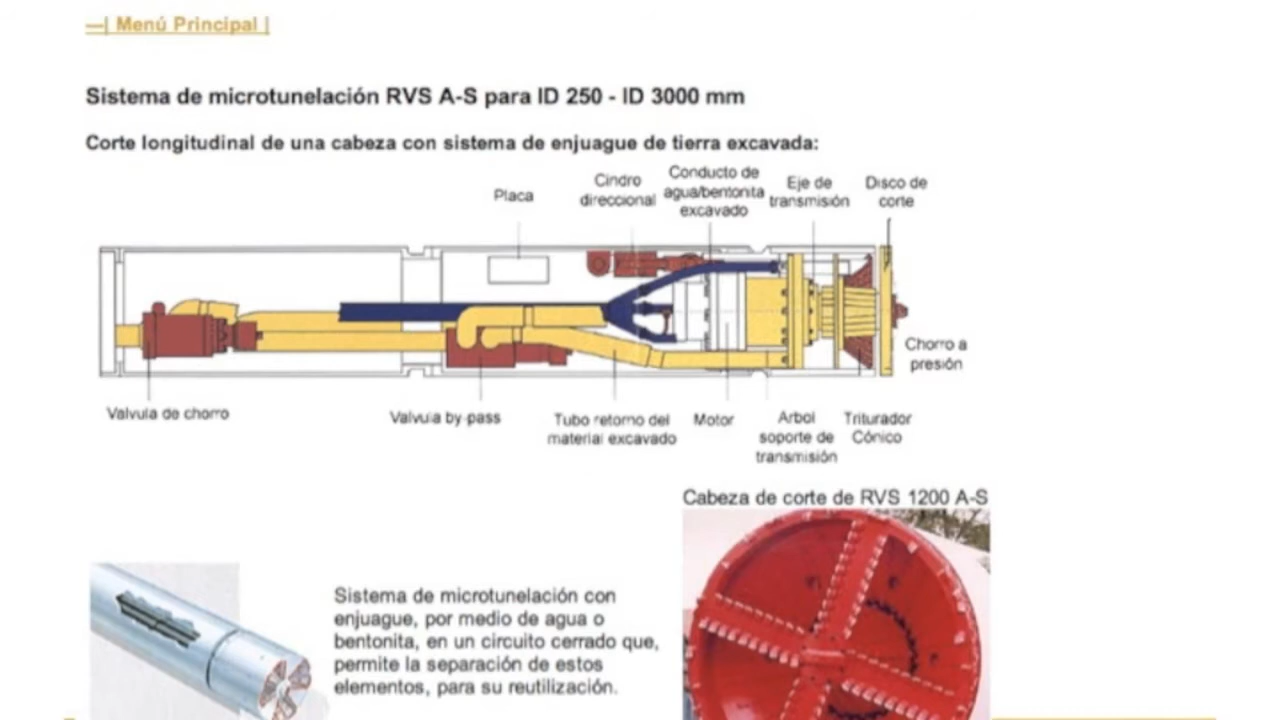 —| Menú Principal |
Sistema de microtunelación RVS A-S para ID 250 - ID 3000 mm
Corte longitudinal de una cabeza con sistema de enjuague de tierra excavada:
Placa
Cindro
direccional
Conducto de
agua/bentonita
excavado
Eje de
transmisión
Disco de
corte
Chorro a
presión
Valvula de chorro
Valvula by-pass
Tubo retorno del
material excavado
Motor
Arbol
soporte de
transmisión
Triturador
Cónico
Cabeza de corte de RVS 1200 A-S
Sistema de microtunelación con
enjuague, por medio de agua o
bentonita, en un circuito cerrado que,
permite la separación de estos
elementos, para su reutilización.